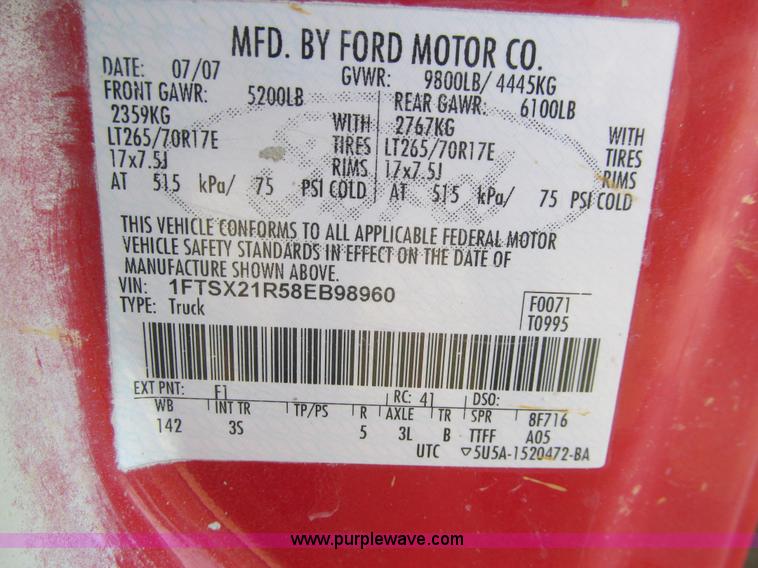 MFD. BY FORD MOTOR CO.
DATE: 07/07 GVWR: 9800LB/ 4445KG
FRONT GAWR: 5200LB REAR GAWR: 6100LB
2359KG WITH 2767KG WITH
LT265/70R17E TIRES LT265/70R17E TIRES
17x7.5J RIMS 17x7.5J RIMS
AT 515 kPa/ 75 PSI COLD AT 515 kPa/ 75 PSI COLD
THIS VEHICLE CONFORMS TO ALL APPLICABLE FEDERAL MOTOR
VEHICLE SAFETY STANDARDS IN EFFECT ON THE DATE OF
MANUFACTURE SHOWN ABOVE.
VIN: 1FTSX21R58EB98960 F0071
TYPE: Truck T0995
EXT PNT: F1 RC: 41 DSO:
WB INT TR TP/PS R AXLE TR SPR 8F716
142 3S 5 3L B TTFF A05
UTC ▽5U5A-1520472-BA
www.purplewave.com